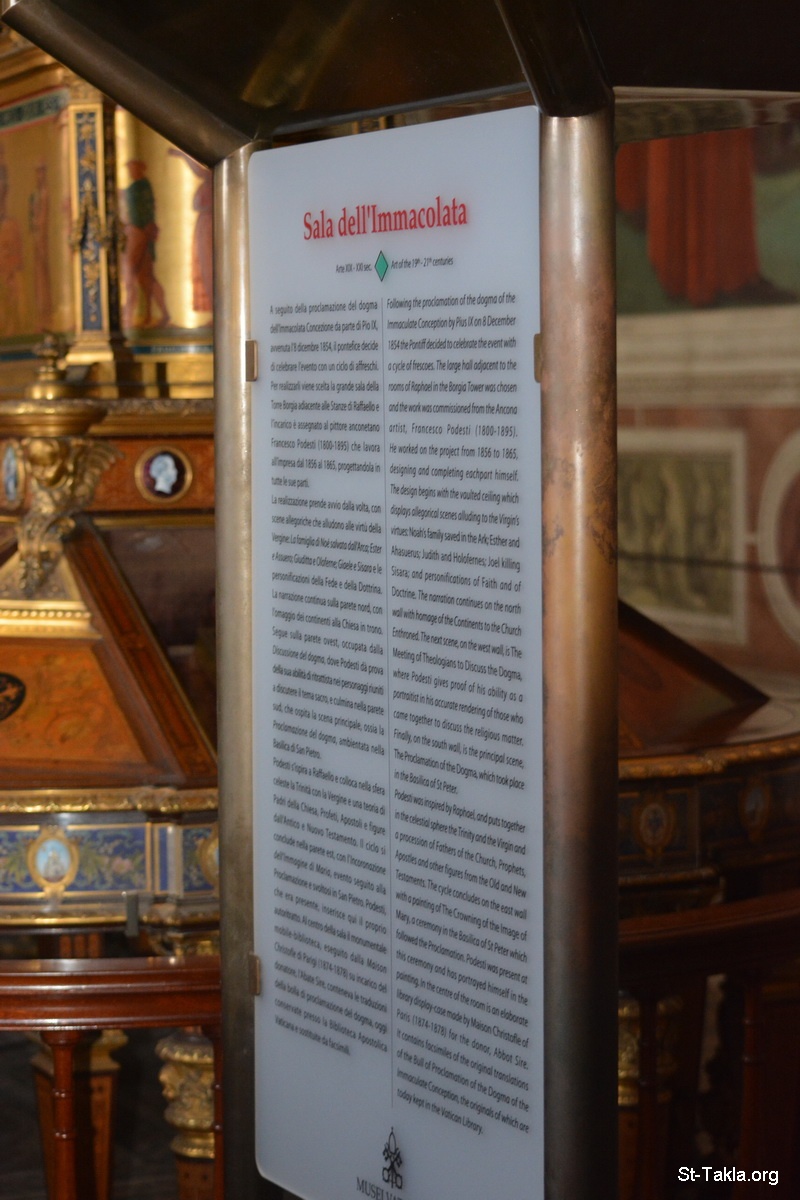 Sala dell'Immacolata
Arte XIX - XXI sec.
Art of the 19th - 21st centuries
A seguito della proclamazione del dogma
dell'Immacolata Concezione da parte di Pio IX,
avvenuta l'8 dicembre 1854, il pontefice decide
di celebrare l'evento con un ciclo di affreschi.
Per realizzarli viene scelta la grande sala della
Torre Borgia adiacente alle Stanze di Raffaello e
l'incarico è assegnato al pittore anconetano
Francesco Podesti (1800-1895) che lavora
all'impresa dal 1856 al 1865, progettandola in
tutte le sue parti.
La realizzazione prende avvio dalla volta, con
scene allegoriche che alludono alle virtù della
Vergine: La famiglia di Noè salvata dall'Arca; Ester
e Assuero; Giuditta e Oloferne; Giaele e Sisara e le
personificazioni della Fede e della Dottrina.
La narrazione continua sulla parete nord, con
l'omaggio dei continenti alla Chiesa in trono.
Segue sulla parete ovest, occupata dalla
Discussione del dogma, dove Podesti dà prova
della sua abilità di ritrattista nei personaggi riuniti
a discutere il tema sacro, e culmina nella parete
sud, che ospita la scena principale, ossia la
Proclamazione del dogma, ambientata nella
Basilica di San Pietro.
Podesti s'ispira a Raffaello e colloca nella sfera
celeste la Trinità con la Vergine e una teoria di
Padri della Chiesa, Profeti, Apostoli e figure
dall'Antico e Nuovo Testamento. Il ciclo si
conclude nella parete est, con l'Incoronazione
dell'immagine di Maria, evento seguito alla
Proclamazione e svoltosi in San Pietro. Podesti,
che era presente, inserisce qui il proprio
autoritratto. Al centro della sala il monumentale
mobile-biblioteca, eseguito dalla Maison
Christofle di Parigi (1874-1878) su incarico del
donatore, l'Abate Sire, conteneva le traduzioni
della bolla di proclamazione del dogma, oggi
conservate presso la Biblioteca Apostolica
Vaticana e sostituite da facsimili.
Following the proclamation of the dogma of the
Immaculate Conception by Pius IX on 8 December
1854 the Pontiff decided to celebrate the event with
a cycle of frescoes. The large hall adjacent to the
rooms of Raphael in the Borgia Tower was chosen
and the work was commissioned from the Ancona
artist, Francesco Podesti (1800-1895).
He worked on the project from 1856 to 1865,
designing and completing eachpart himself.
The design begins with the vaulted ceiling which
displays allegorical scenes alluding to the Virgin's
virtues: Noah's family saved in the Ark; Esther and
Ahasuerus; Judith and Holofernes; Joel killing
Sisara; and personifications of Faith and of
Doctrine. The narration continues on the north
wall with homage of the Continents to the Church
Enthroned. The next scene, on the west wall, is The
Meeting of Theologians to Discuss the Dogma,
where Podesti gives proof of his ability as a
portraitist in his accurate rendering of those who
came together to discuss the religious matter.
Finally, on the south wall, is the principal scene,
The Proclamation of the Dogma, which took place
in the Basilica of St Peter.
Podesti was inspired by Raphael, and puts together
in the celestial sphere the Trinity and the Virgin and
a procession of Fathers of the Church, Prophets,
Apostles and other figures from the Old and New
Testaments. The cycle concludes on the east wall
with a painting of The Crowning of the Image of
Mary, a ceremony in the Basilica of St Peter which
followed the Proclamation. Podesti was present at
this ceremony and has portrayed himself in the
painting. In the centre of the room is an elaborate
library display-case made by Maison Christofle of
Paris (1874-1878) for the donor, Abbot Sire.
It contains facsimiles of the original translations
of the Bull of Proclamation of the Dogma of the
Immaculate Conception, the originals of which are
today kept in the Vatican Library.
MUSEI
St-Takla.org